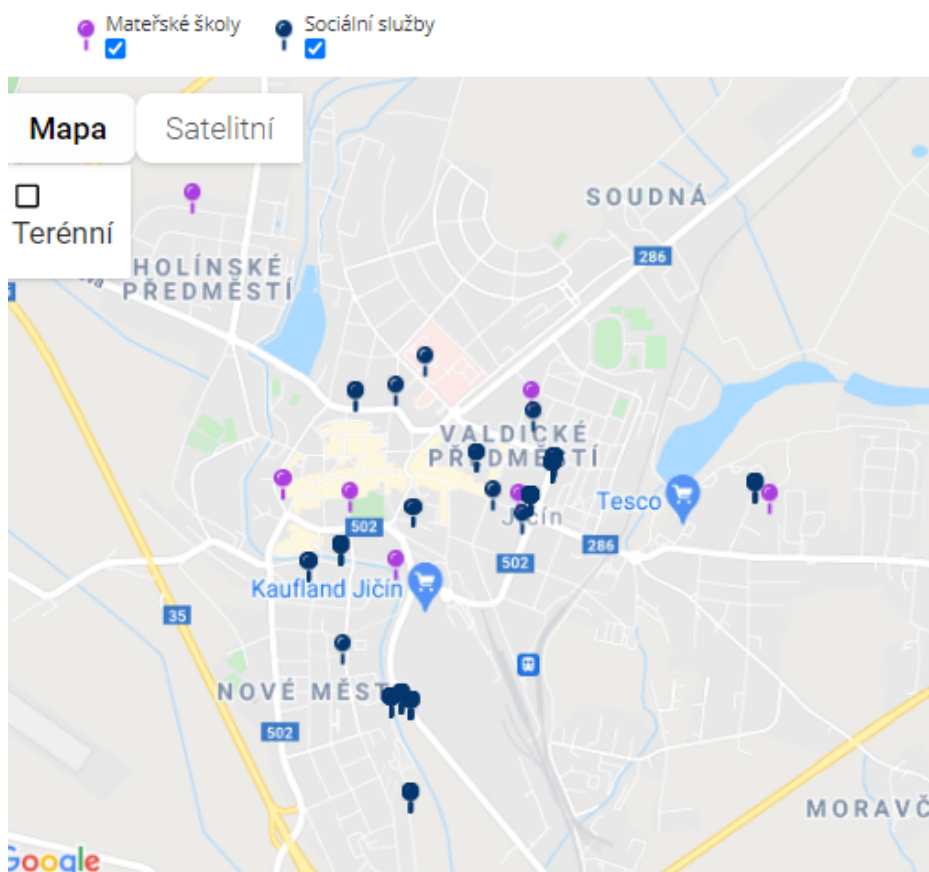 Mateřské školy
Sociální služby
Mapa
Satelitní
Terénní
SOUDNÁ
286
HOLÍNSKÉ
PŘEDMĚSTÍ
VALDICKÉ
PŘEDMĚSTÍ
Tesco
Jičín
502
286
502
Kaufland Jičín
35
NOVÉ MĚST
502
MORAVČ
Google